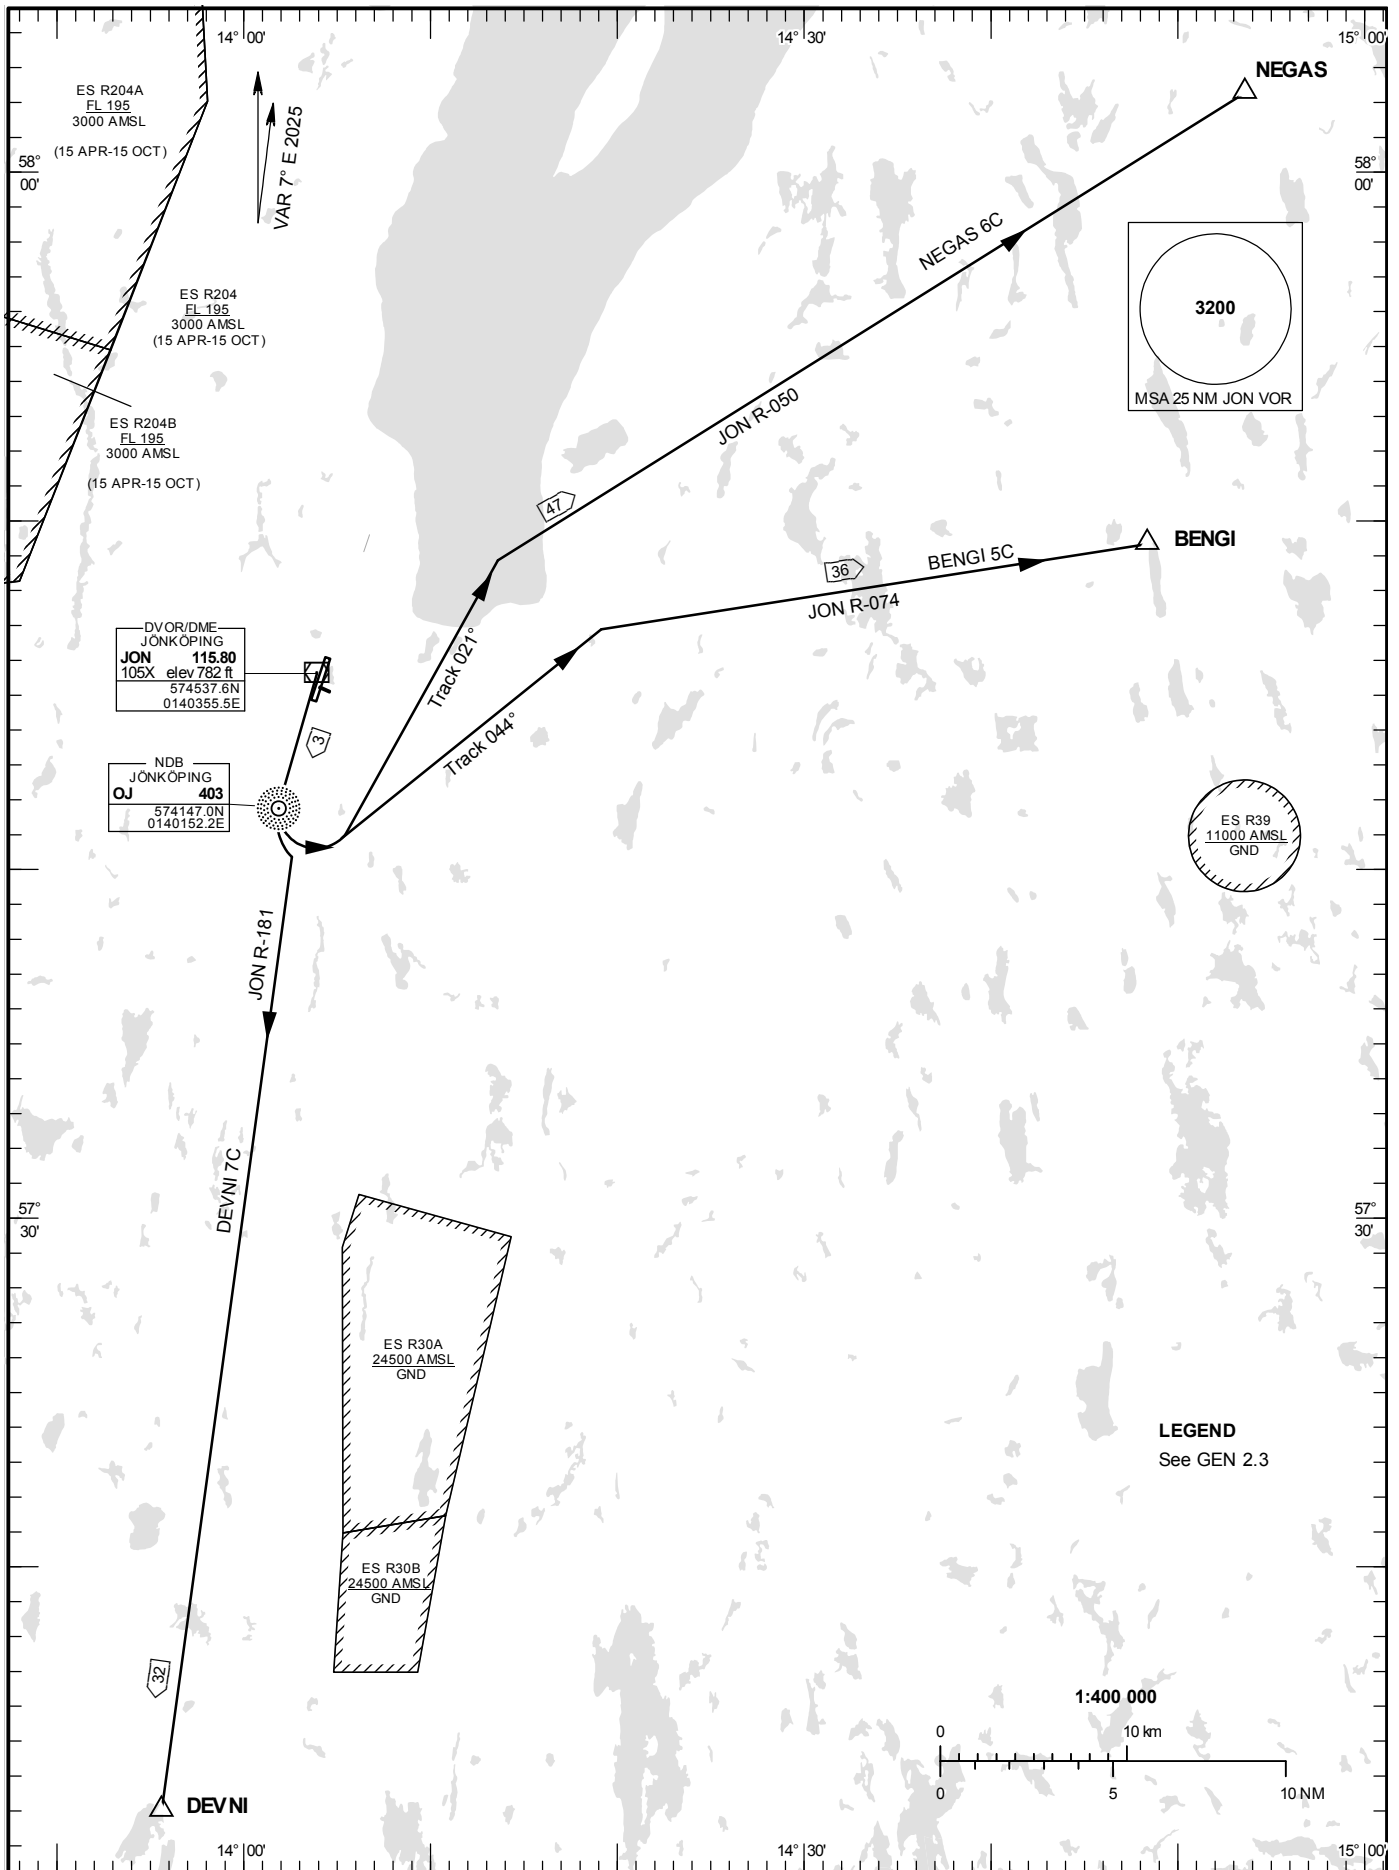 14° 00'
14° 30'
15° 00'
NEGAS
ES R204A
FL 195
3000 AMSL
(15 APR-15 OCT)
VAR 7° E 2025
58°
00'
58°
00'
NEGAS 6C
ES R204
FL 195
3000 AMSL
(15 APR-15 OCT)
3200
MSA 25 NM JON VOR
JON R-050
ES R204B
FL 195
3000 AMSL
(15 APR-15 OCT)
47
BENGI
BENGI 5C
36
JON R-074
DVOR/DME
JÖNKÖPING
JON 115.80
105X elev 782 ft
574537.6N
0140355.5E
Track 021°
Track 044°
3
NDB
JÖNKÖPING
OJ 403
574147.0N
0140152.2E
ES R39
11000 AMSL
GND
JON R-181
DEVNI 7C
57°
30'
57°
30'
ES R30A
24500 AMSL
GND
LEGEND
See GEN 2.3
ES R30B
24500 AMSL
GND
32
1:400 000
0 10 km
0 5 10 NM
DEVNI
14° 00'
14° 30'
15° 00'